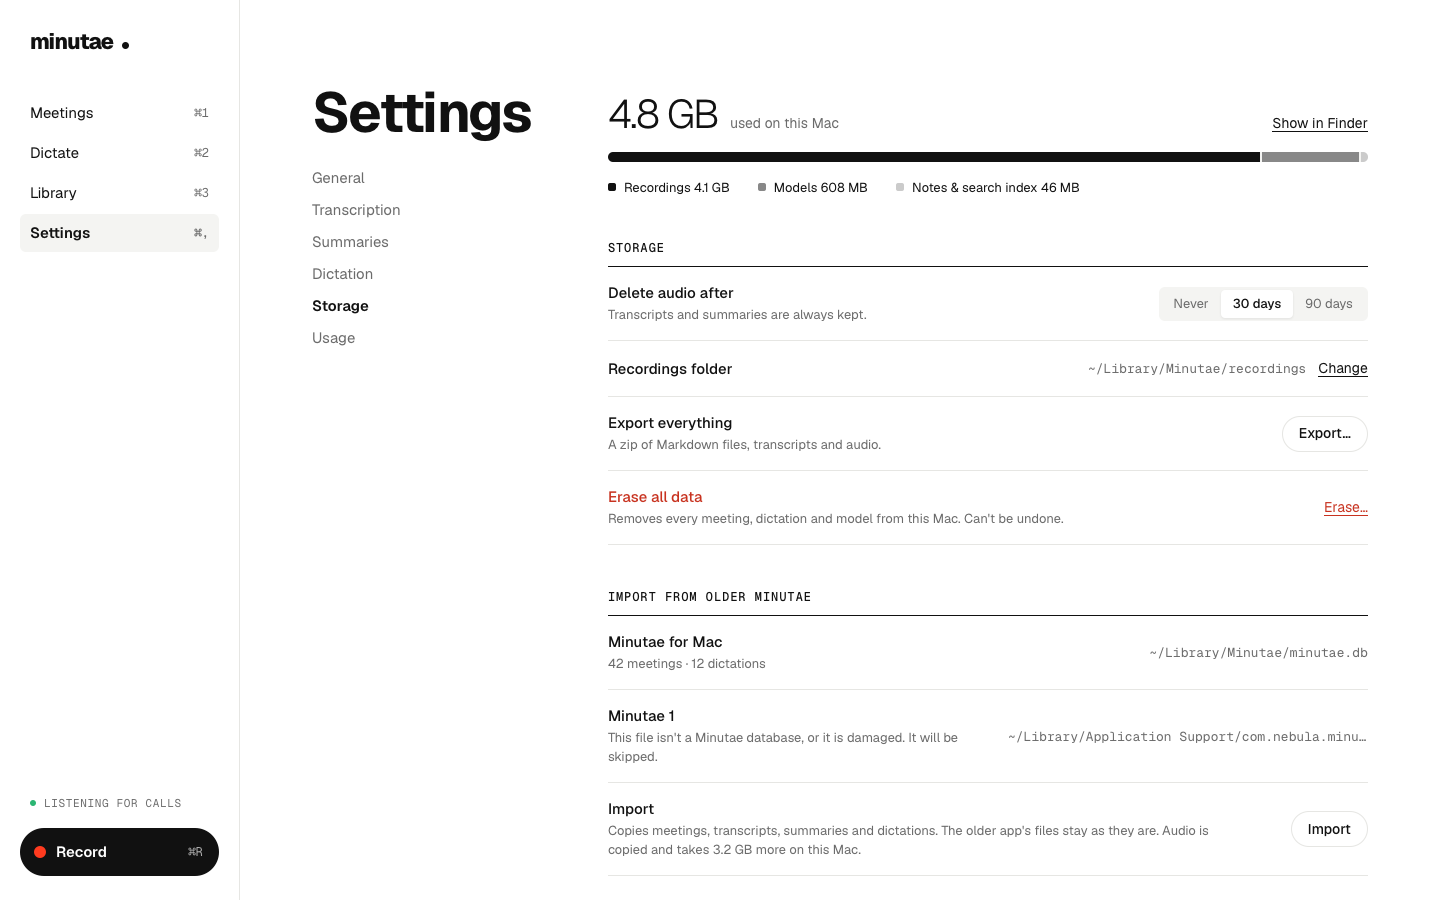 minutae
Meetings ⌘1
Dictate ⌘2
Library ⌘3
Settings ⌘,
LISTENING FOR CALLS
Record ⌘R
Settings
General
Transcription
Summaries
Dictation
Storage
Usage
4.8 GB used on this Mac Show in Finder
Recordings 4.1 GB Models 608 MB Notes & search index 46 MB
STORAGE
Delete audio after
Transcripts and summaries are always kept.
Never 30 days 90 days
Recordings folder ~/Library/Minutae/recordings Change
Export everything
A zip of Markdown files, transcripts and audio.
Export…
Erase all data
Removes every meeting, dictation and model from this Mac. Can't be undone.
Erase…
IMPORT FROM OLDER MINUTAE
Minutae for Mac
42 meetings · 12 dictations
~/Library/Minutae/minutae.db
Minutae 1
This file isn't a Minutae database, or it is damaged. It will be
skipped.
~/Library/Application Support/com.nebula.minu…
Import
Copies meetings, transcripts, summaries and dictations. The older app's files stay as they are. Audio is
copied and takes 3.2 GB more on this Mac.
Import